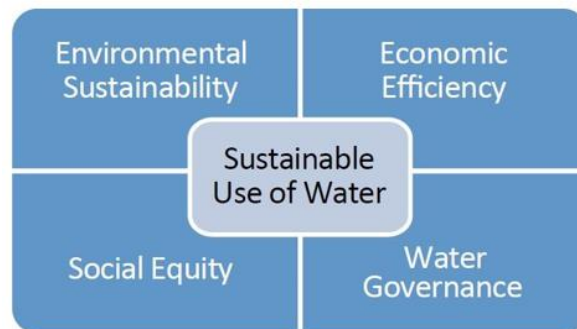 Environmental
Sustainability
Economic
Efficiency
Sustainable
Use of Water
Social Equity
Water
Governance